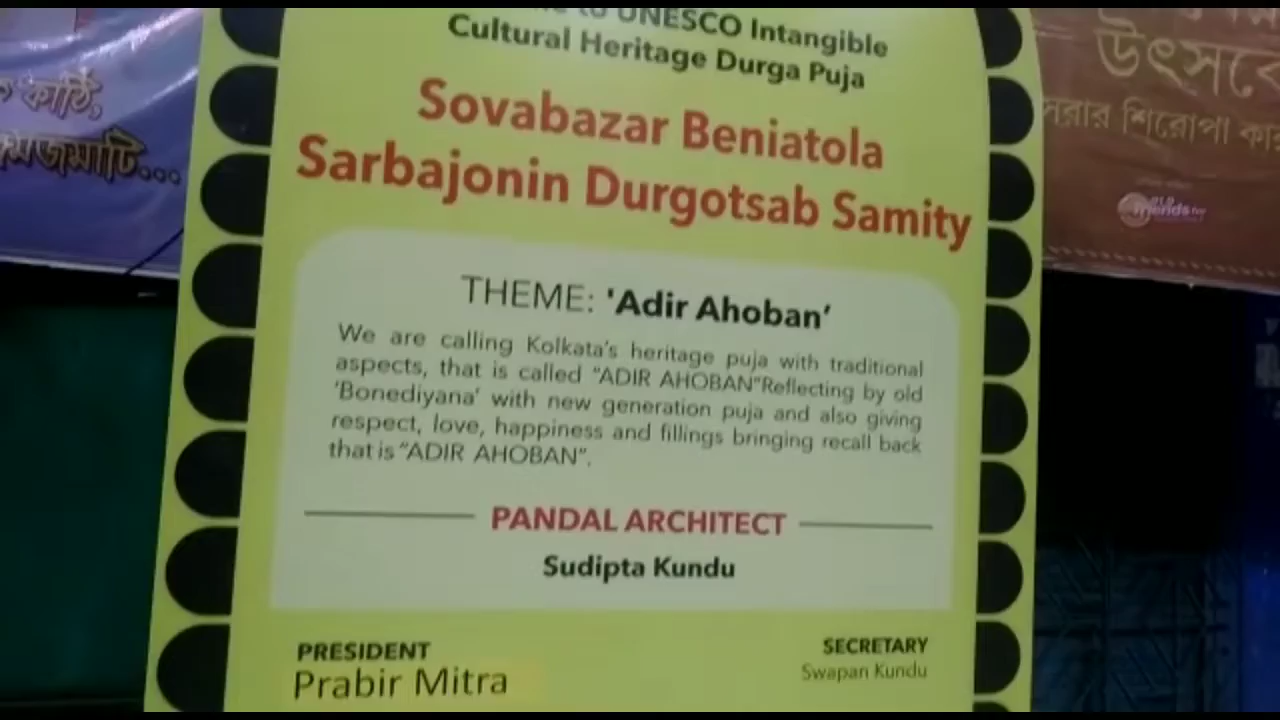 to UNESCO Intangible
Cultural Heritage Durga Puja
Sovabazar Beniatola
Sarbajonin Durgotsab Samity
THEME: 'Adir Ahoban'
We are calling Kolkata's heritage puja with traditional
aspects, that is called "ADIR AHOBAN"Reflecting by old
'Bonediyana' with new generation puja and also giving
respect, love, happiness and fillings bringing recall back
that is "ADIR AHOBAN".
PANDAL ARCHITECT
Sudipta Kundu
PRESIDENT
Prabir Mitra
SECRETARY
Swapan Kundu
কাঠি,
উৎসবে
শিরোপা